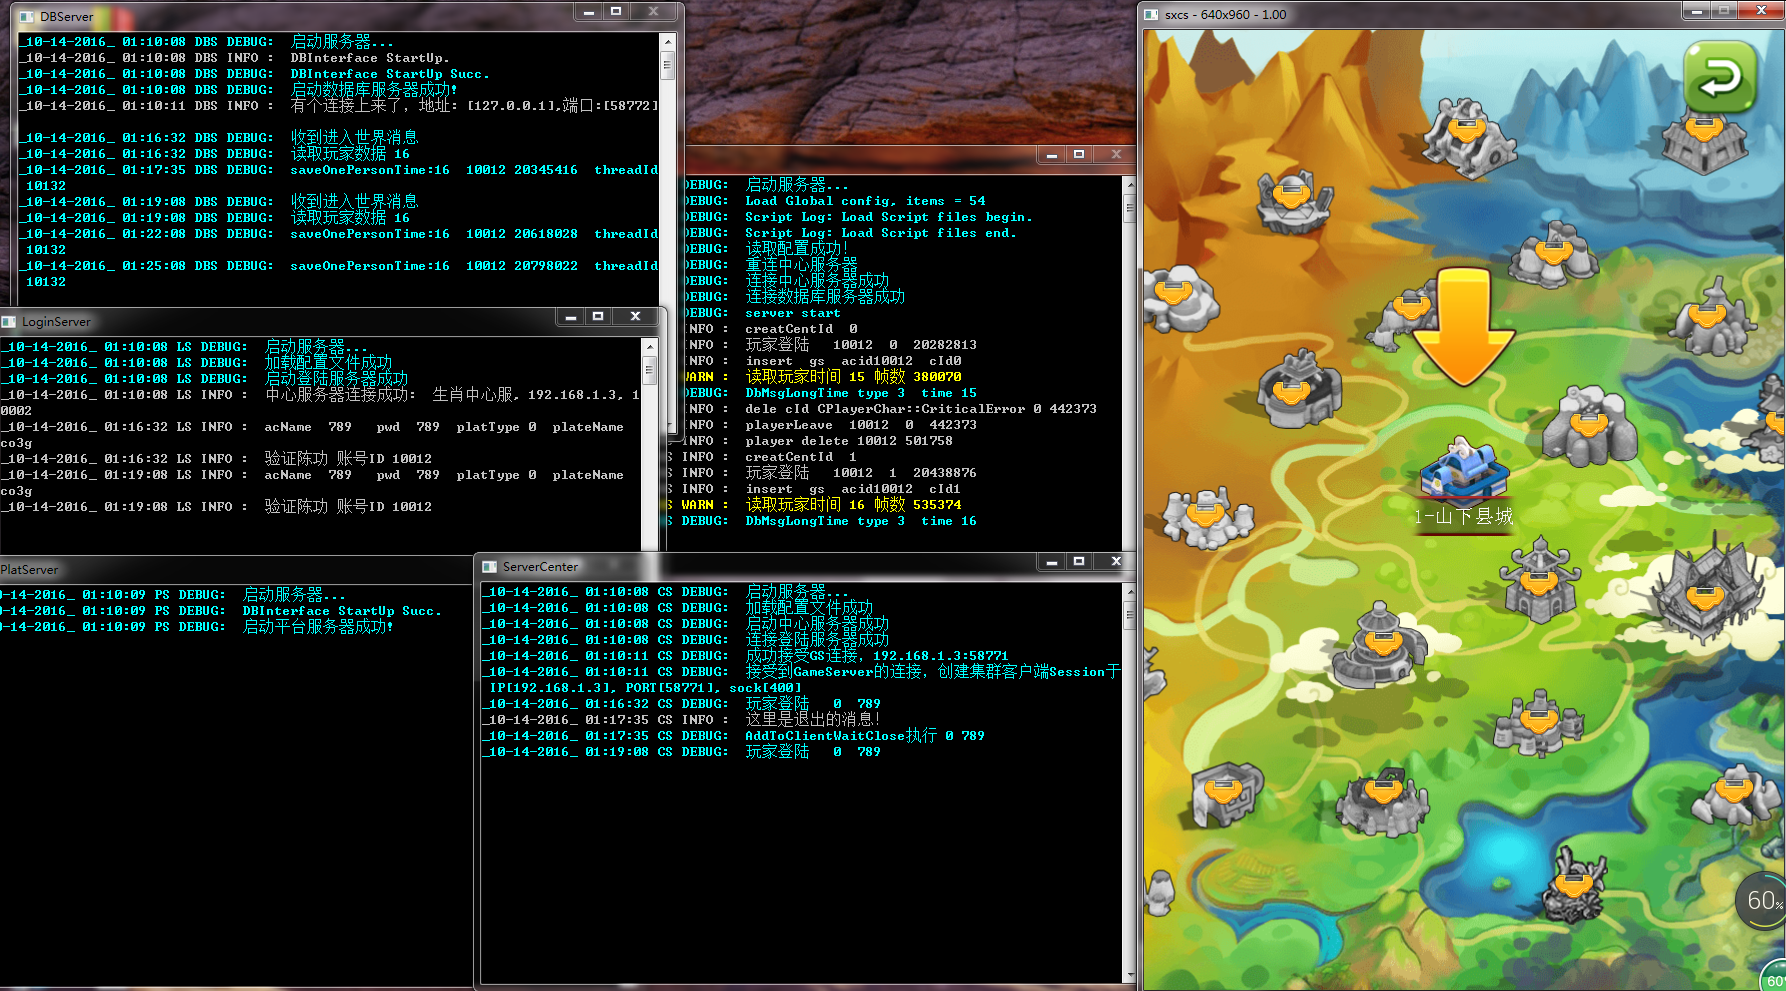 DBServer
_10-14-2016_ 01:10:08 DBS DEBUG: 启动服务器...
_10-14-2016_ 01:10:08 DBS INFO : DBInterface StartUp.
_10-14-2016_ 01:10:08 DBS DEBUG: DBInterface StartUp Succ.
_10-14-2016_ 01:10:08 DBS DEBUG: 启动数据库服务器成功!
_10-14-2016_ 01:10:11 DBS INFO : 有个连接上来了, 地址: [127.0.0.1],端口:[58772]
_10-14-2016_ 01:16:32 DBS DEBUG: 收到进入世界消息
_10-14-2016_ 01:16:32 DBS DEBUG: 读取玩家数据 16
_10-14-2016_ 01:17:35 DBS DEBUG: saveOnePersonTime:16 10012 20345416 threadId
10132
_10-14-2016_ 01:19:08 DBS DEBUG: 收到进入世界消息
_10-14-2016_ 01:19:08 DBS DEBUG: 读取玩家数据 16
_10-14-2016_ 01:22:08 DBS DEBUG: saveOnePersonTime:16 10012 20618028 threadId
10132
_10-14-2016_ 01:25:08 DBS DEBUG: saveOnePersonTime:16 10012 20798022 threadId
10132
LoginServer
_10-14-2016_ 01:10:08 LS DEBUG: 启动服务器...
_10-14-2016_ 01:10:08 LS DEBUG: 加载配置文件成功
_10-14-2016_ 01:10:08 LS DEBUG: 启动登陆服务器成功
_10-14-2016_ 01:10:08 LS INFO : 中心服务器连接成功: 生肖中心服, 192.168.1.3, 1
0002
_10-14-2016_ 01:16:32 LS INFO : acName 789 pwd 789 platType 0 plateName
co3g
_10-14-2016_ 01:16:32 LS INFO : 验证陈功 账号ID 10012
_10-14-2016_ 01:19:08 LS INFO : acName 789 pwd 789 platType 0 plateName
co3g
_10-14-2016_ 01:19:08 LS INFO : 验证陈功 账号ID 10012
DEBUG: 启动服务器...
DEBUG: Load Global config, items = 54
DEBUG: Script Log: Load Script files begin.
DEBUG: Script Log: Load Script files end.
DEBUG: 读取配置成功!
DEBUG: 重连中心服务器
DEBUG: 连接中心服务器成功
DEBUG: 连接数据库服务器成功
DEBUG: server start
INFO : creatCentId 0
INFO : 玩家登陆 10012 0 20282813
INFO : insert gs acid10012 cId0
WARN : 读取玩家时间 15 帧数 380070
DEBUG: DbMsgLongTime type 3 time 15
INFO : dele cId CPlayerChar::CriticalError 0 442373
INFO : playerLeave 10012 0 442373
INFO : player delete 10012 501758
S INFO : creatCentId 1
S INFO : 玩家登陆 10012 1 20438876
S INFO : insert gs acid10012 cId1
S WARN : 读取玩家时间 16 帧数 535374
S DEBUG: DbMsgLongTime type 3 time 16
PlatServer
0-14-2016_ 01:10:09 PS DEBUG: 启动服务器...
0-14-2016_ 01:10:09 PS DEBUG: DBInterface StartUp Succ.
0-14-2016_ 01:10:09 PS DEBUG: 启动平台服务器成功!
ServerCenter
_10-14-2016_ 01:10:08 CS DEBUG: 启动服务器...
_10-14-2016_ 01:10:08 CS DEBUG: 加载配置文件成功
_10-14-2016_ 01:10:08 CS DEBUG: 启动中心服务器成功
_10-14-2016_ 01:10:08 CS DEBUG: 连接登陆服务器成功
_10-14-2016_ 01:10:11 CS DEBUG: 成功接受GS连接, 192.168.1.3:58771
_10-14-2016_ 01:10:11 CS DEBUG: 接受到GameServer的连接, 创建集群客户端Session于
IP[192.168.1.3], PORT[58771], sock[400]
_10-14-2016_ 01:16:32 CS DEBUG: 玩家登陆 0 789
_10-14-2016_ 01:17:35 CS INFO : 这里是退出的消息!
_10-14-2016_ 01:17:35 CS DEBUG: AddToClientWaitClose执行 0 789
_10-14-2016_ 01:19:08 CS DEBUG: 玩家登陆 0 789
sxcs - 640x960 - 1.00
1-山下县城
60%
60